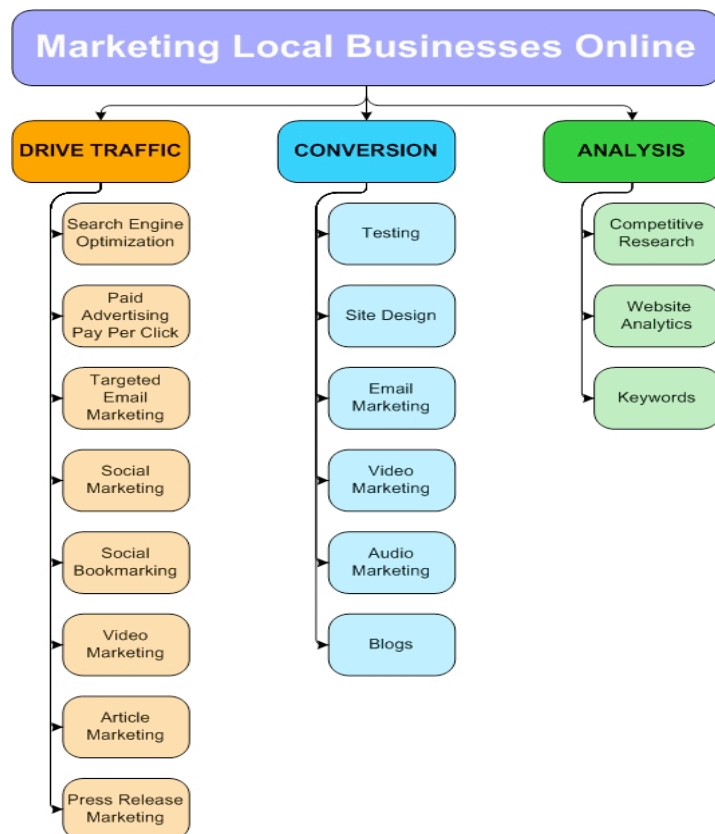 Marketing Local Businesses Online
DRIVE TRAFFIC
Search Engine
Optimization
Paid
Advertising
Pay Per Click
Targeted
Email
Marketing
Social
Marketing
Social
Bookmarking
Video
Marketing
Article
Marketing
Press Release
Marketing
CONVERSION
Testing
Site Design
Email
Marketing
Video
Marketing
Audio
Marketing
Blogs
ANALYSIS
Competitive
Research
Website
Analytics
Keywords